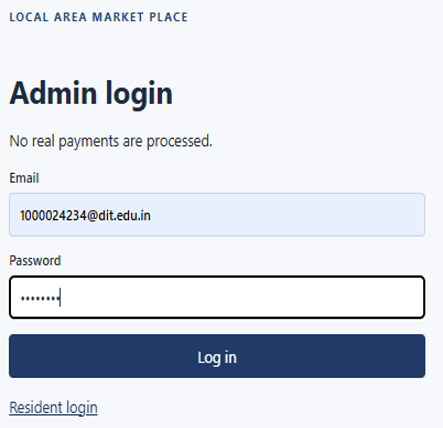 LOCAL AREA MARKET PLACE
Admin login
No real payments are processed.
Email
1000024234@dit.edu.in
Password
••••••••
Log in
Resident login